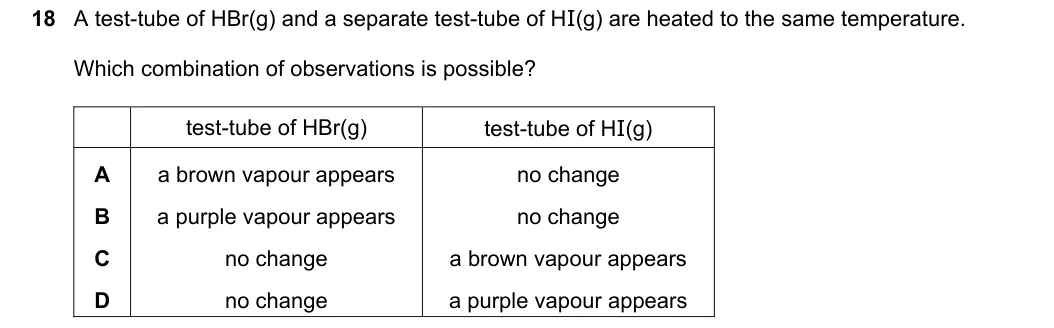 18 A test-tube of HBr(g) and a separate test-tube of HI(g) are heated to the same temperature.
Which combination of observations is possible?
test-tube of HBr(g) test-tube of HI(g)
A a brown vapour appears no change
B a purple vapour appears no change
C no change a brown vapour appears
D no change a purple vapour appears